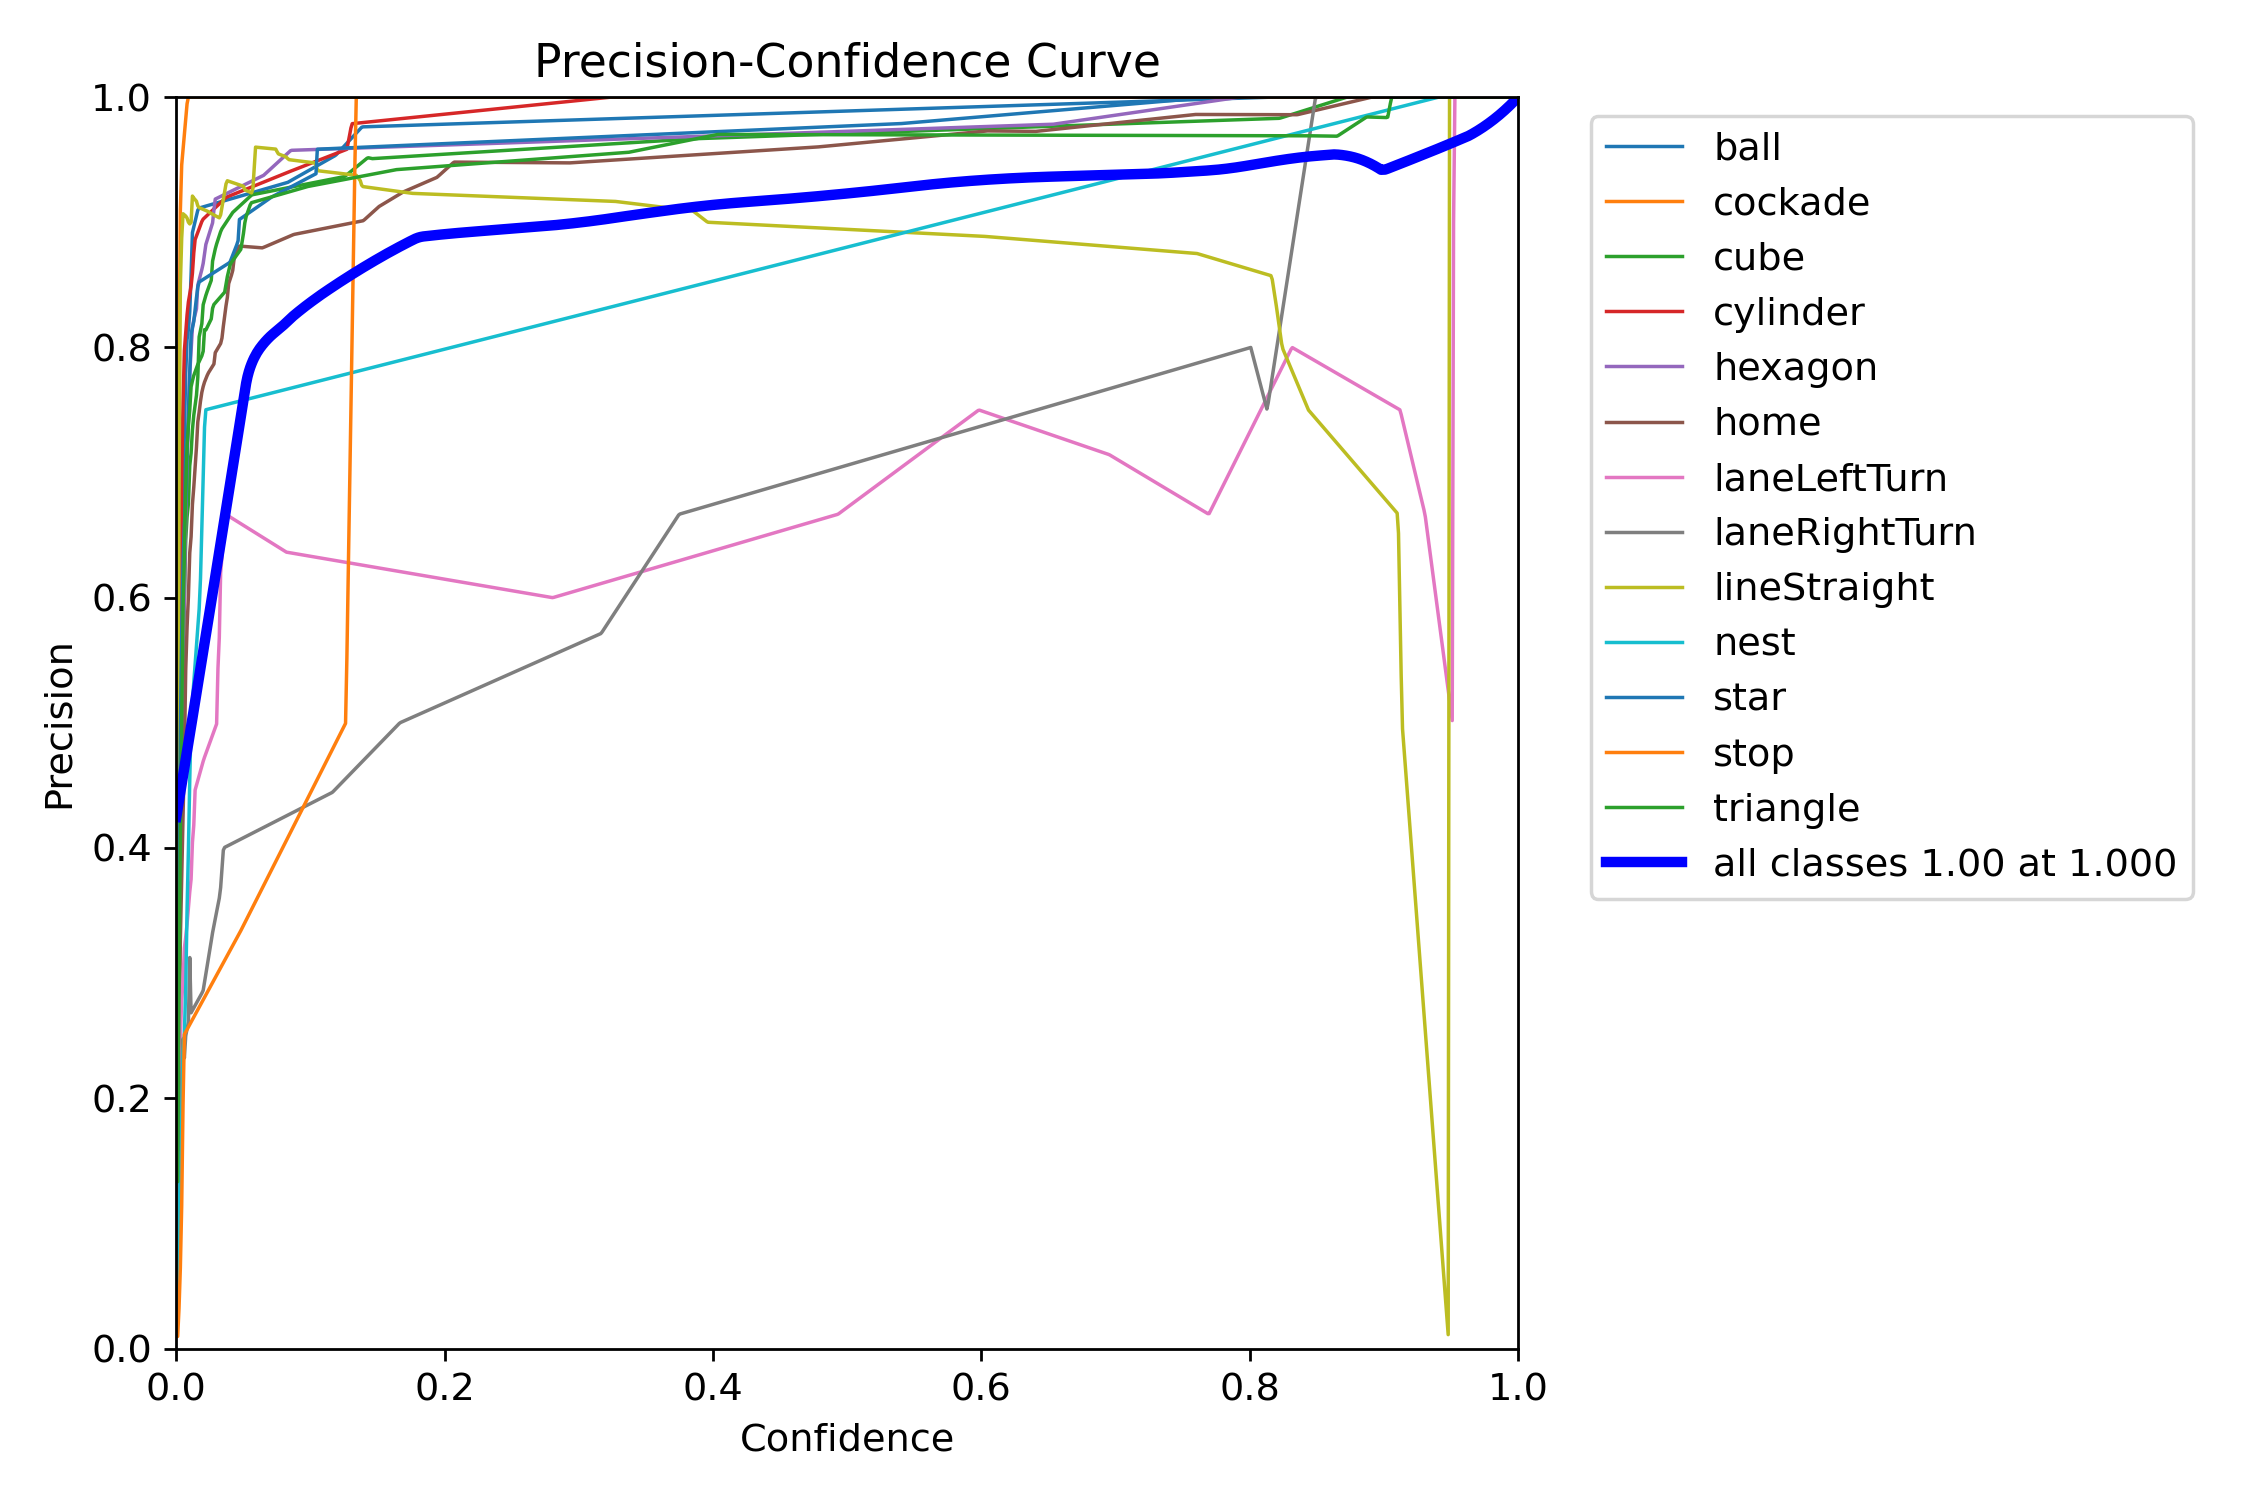 Precision-Confidence Curve
1.0
0.8
0.6
0.4
0.2
0.0
Precision
0.0 0.2 0.4 0.6 0.8 1.0
Confidence
ball
cockade
cube
cylinder
hexagon
home
laneLeftTurn
laneRightTurn
lineStraight
nest
star
stop
triangle
all classes 1.00 at 1.000